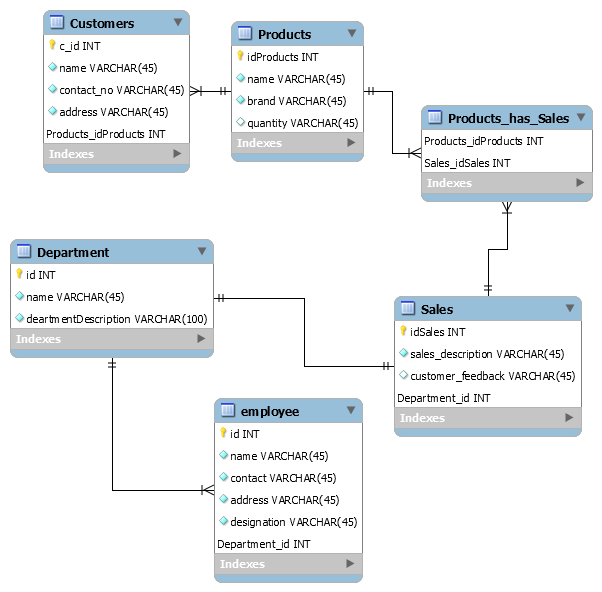 Customers
c_id INT
name VARCHAR(45)
contact_no VARCHAR(45)
address VARCHAR(45)
Products_idProducts INT
Indexes
Products
idProducts INT
name VARCHAR(45)
brand VARCHAR(45)
quantity VARCHAR(45)
Indexes
Products_has_Sales
Products_idProducts INT
Sales_idSales INT
Indexes
Department
id INT
name VARCHAR(45)
deartmentDescription VARCHAR(100)
Indexes
Sales
idSales INT
sales_description VARCHAR(45)
customer_feedback VARCHAR(45)
Department_id INT
Indexes
employee
id INT
name VARCHAR(45)
contact VARCHAR(45)
address VARCHAR(45)
designation VARCHAR(45)
Department_id INT
Indexes